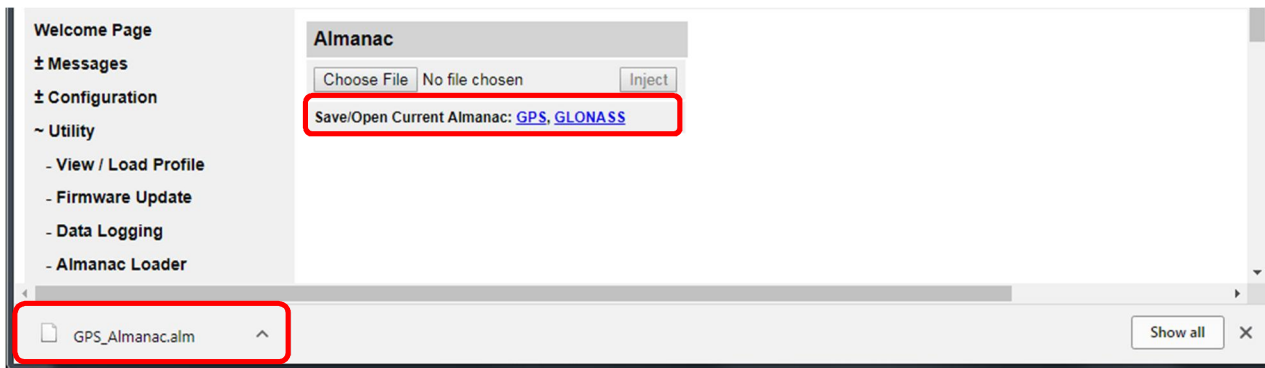 Welcome Page
± Messages
± Configuration
~ Utility
- View / Load Profile
- Firmware Update
- Data Logging
- Almanac Loader
Almanac
Choose File No file chosen Inject
Save/Open Current Almanac: GPS, GLONASS
GPS_Almanac.alm
Show all